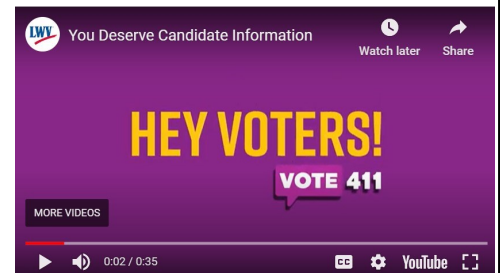 LWV
You Deserve Candidate Information
Watch later
Share
HEY VOTERS!
VOTE 411
MORE VIDEOS
0:02 / 0:35
CC
YouTube